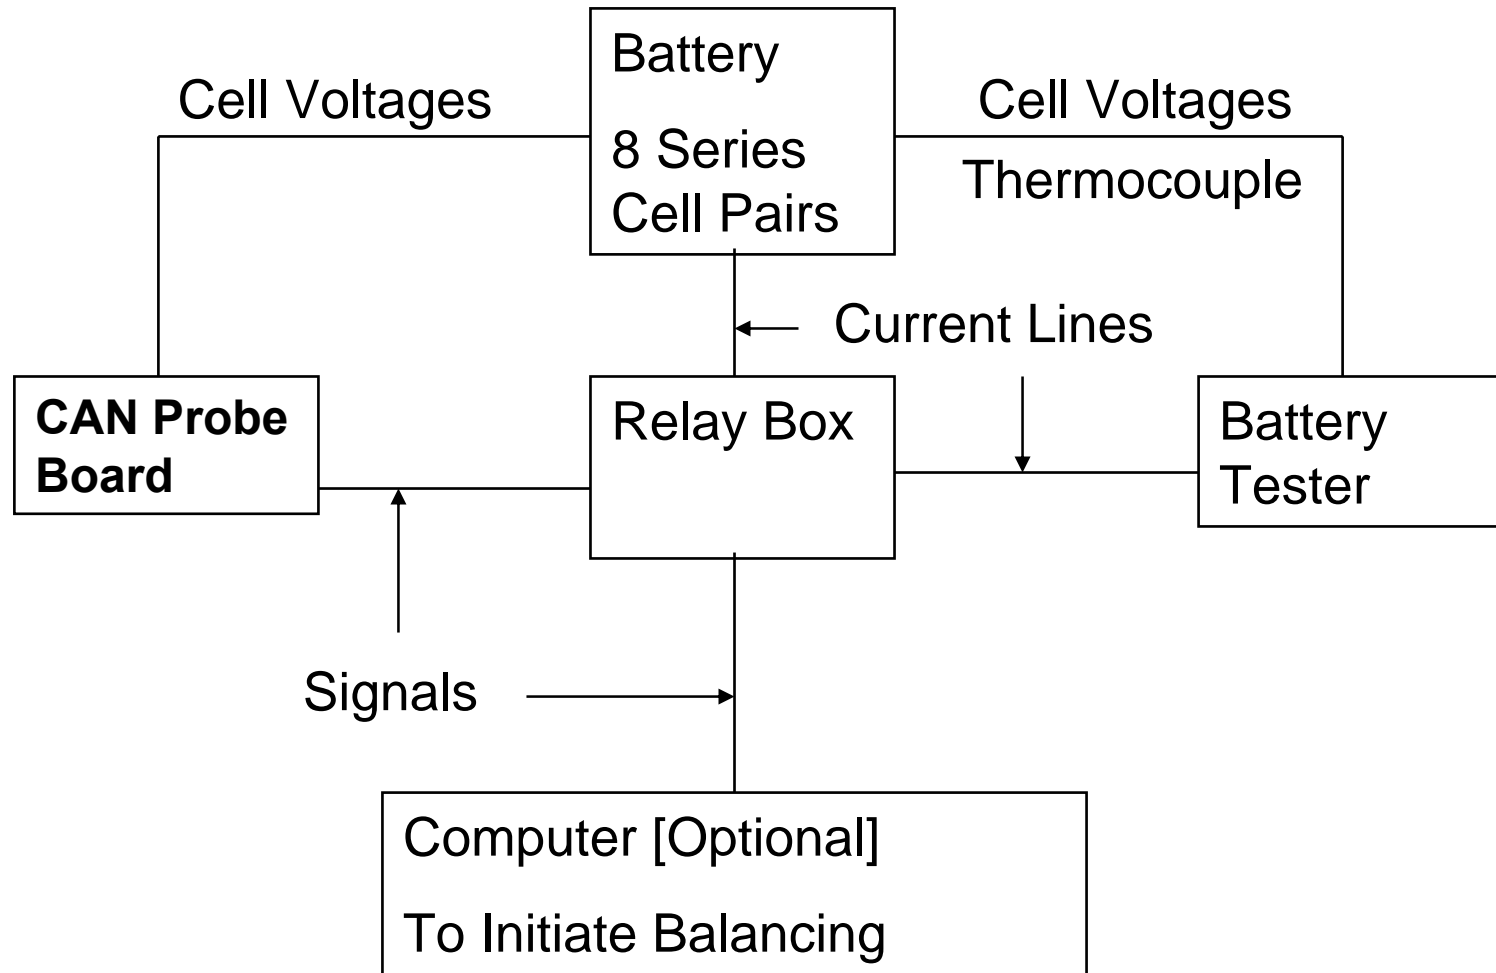 Battery
8 Series
Cell Pairs
Cell Voltages
Cell Voltages
Thermocouple
Current Lines
CAN Probe
Board
Relay Box
Battery
Tester
Signals
Computer [Optional]
To Initiate Balancing